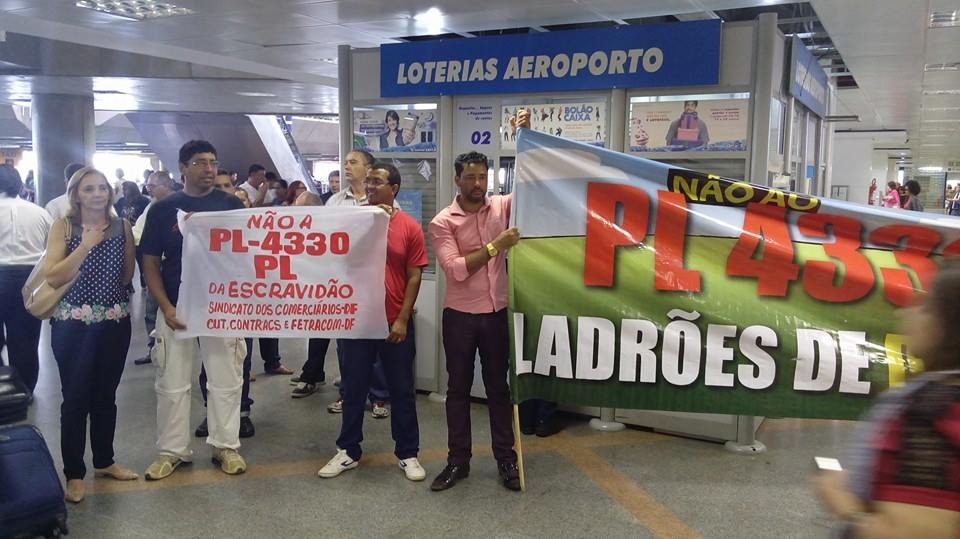 LOTERIAS AEROPORTO
02
BOLÃO
CAIXA
NÃO A
PL-4330
PL
DA ESCRAVIDÃO
SINDICATO DOS COMERCIÁRIOS-DF
CUT, CONTRACS E FETRACOM-DF
NÃO AO
PL 433
LADRÕES DE